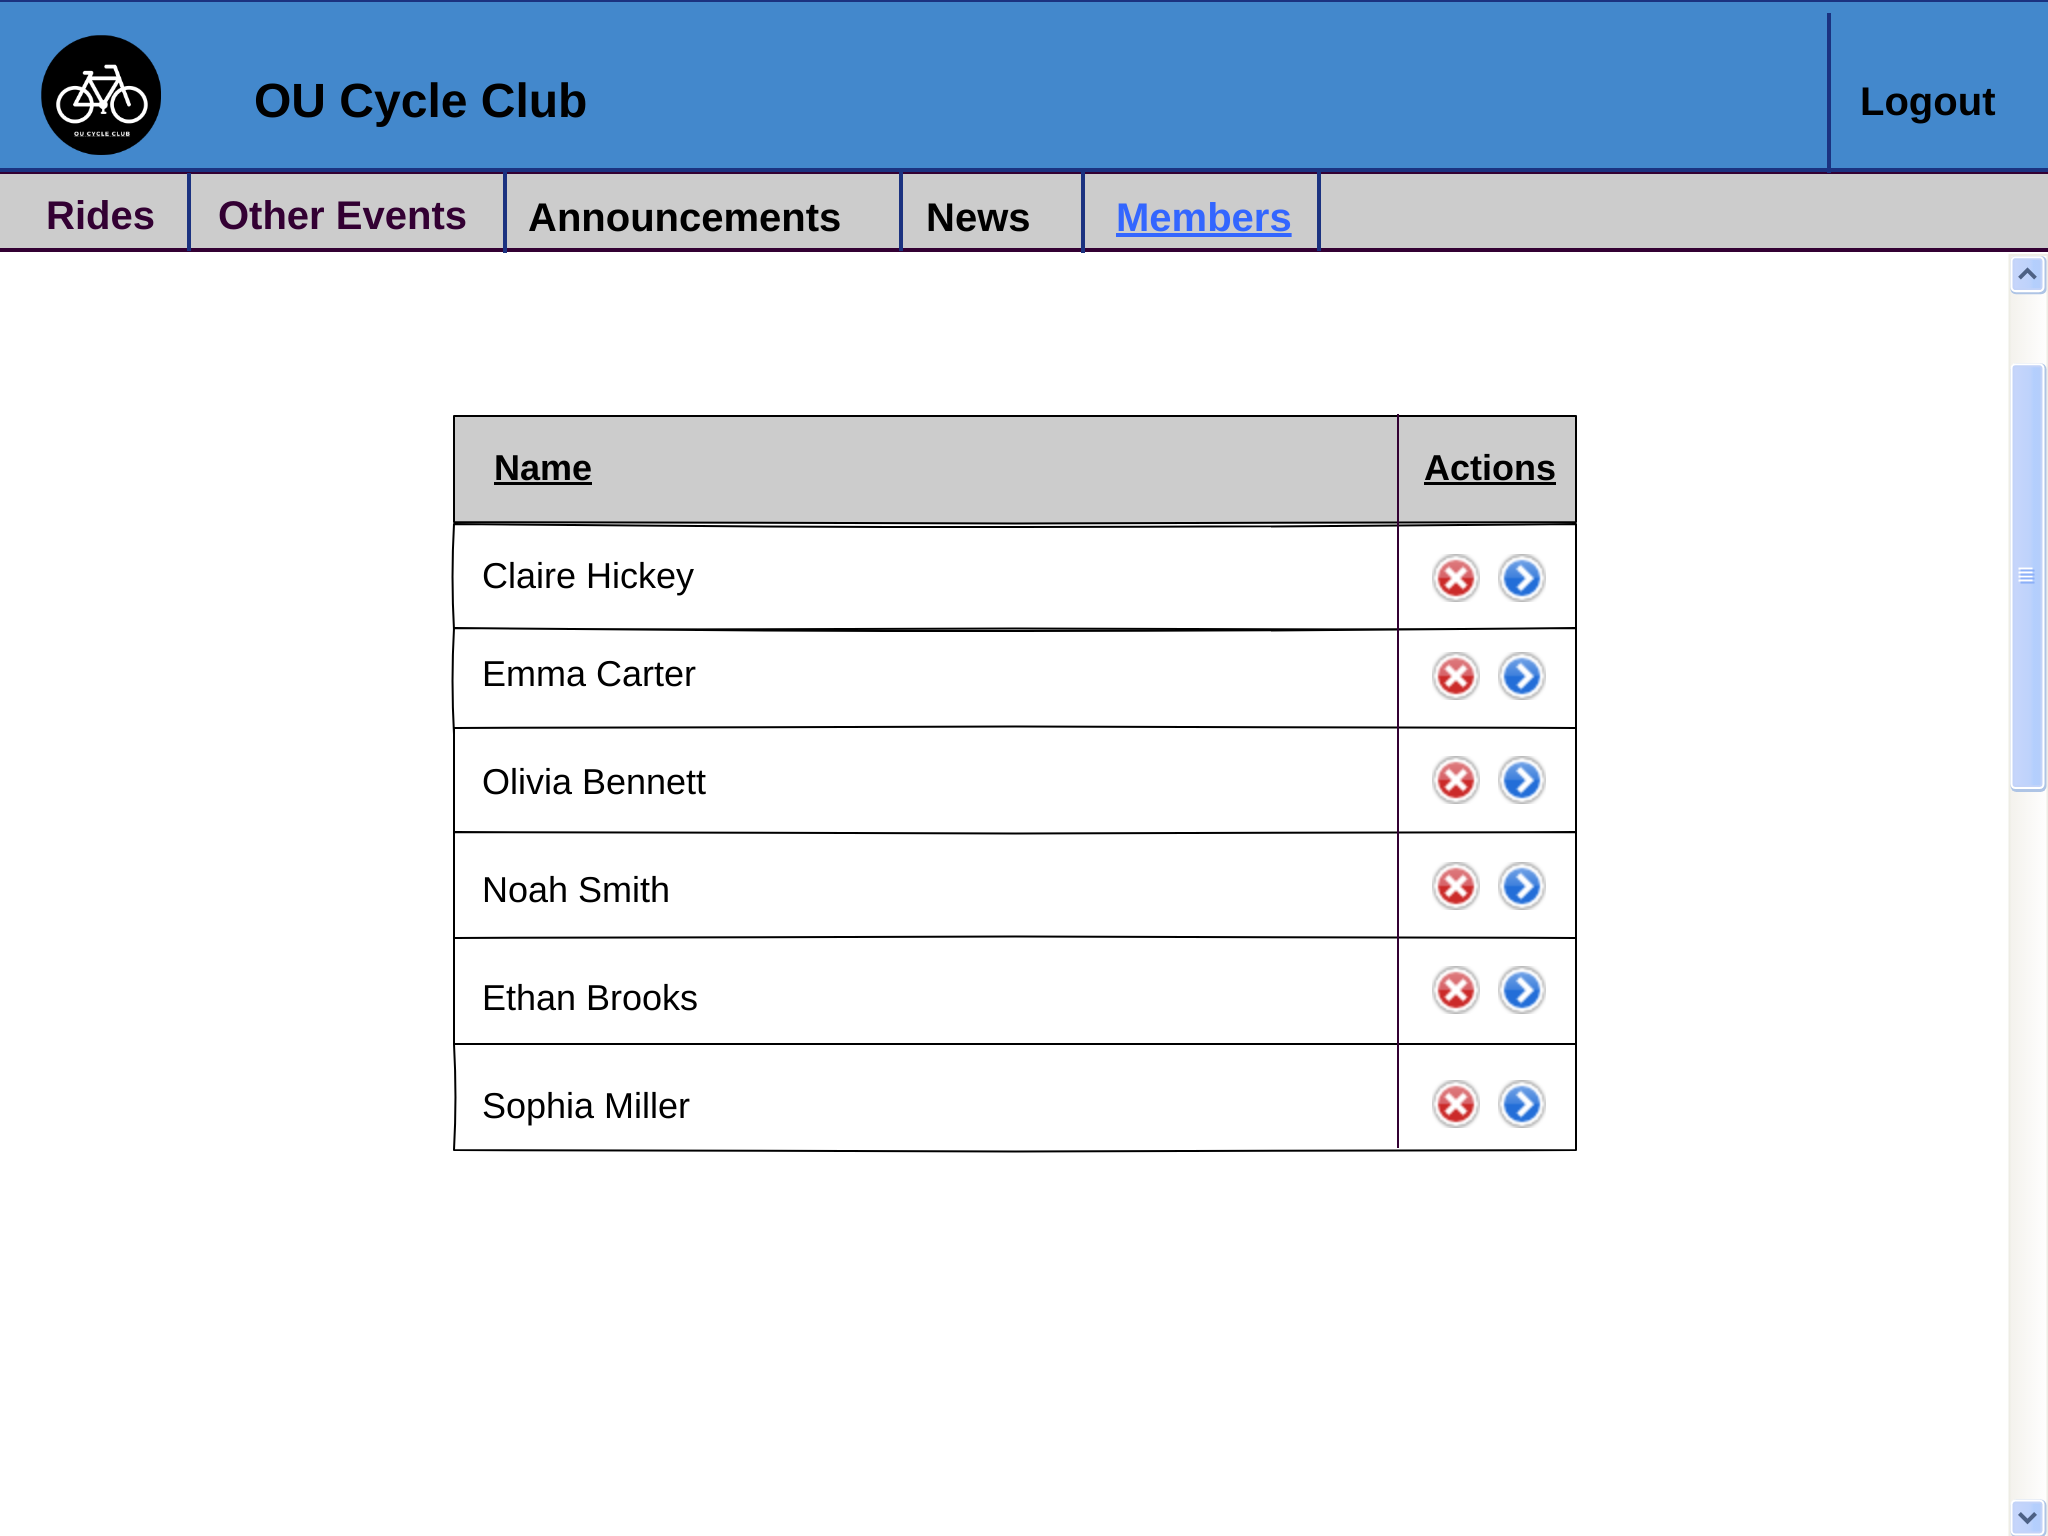 OU CYCLE CLUB
OU Cycle Club
Logout
Rides
Other Events
Announcements
News
Members
Name
Actions
Claire Hickey
Emma Carter
Olivia Bennett
Noah Smith
Ethan Brooks
Sophia Miller